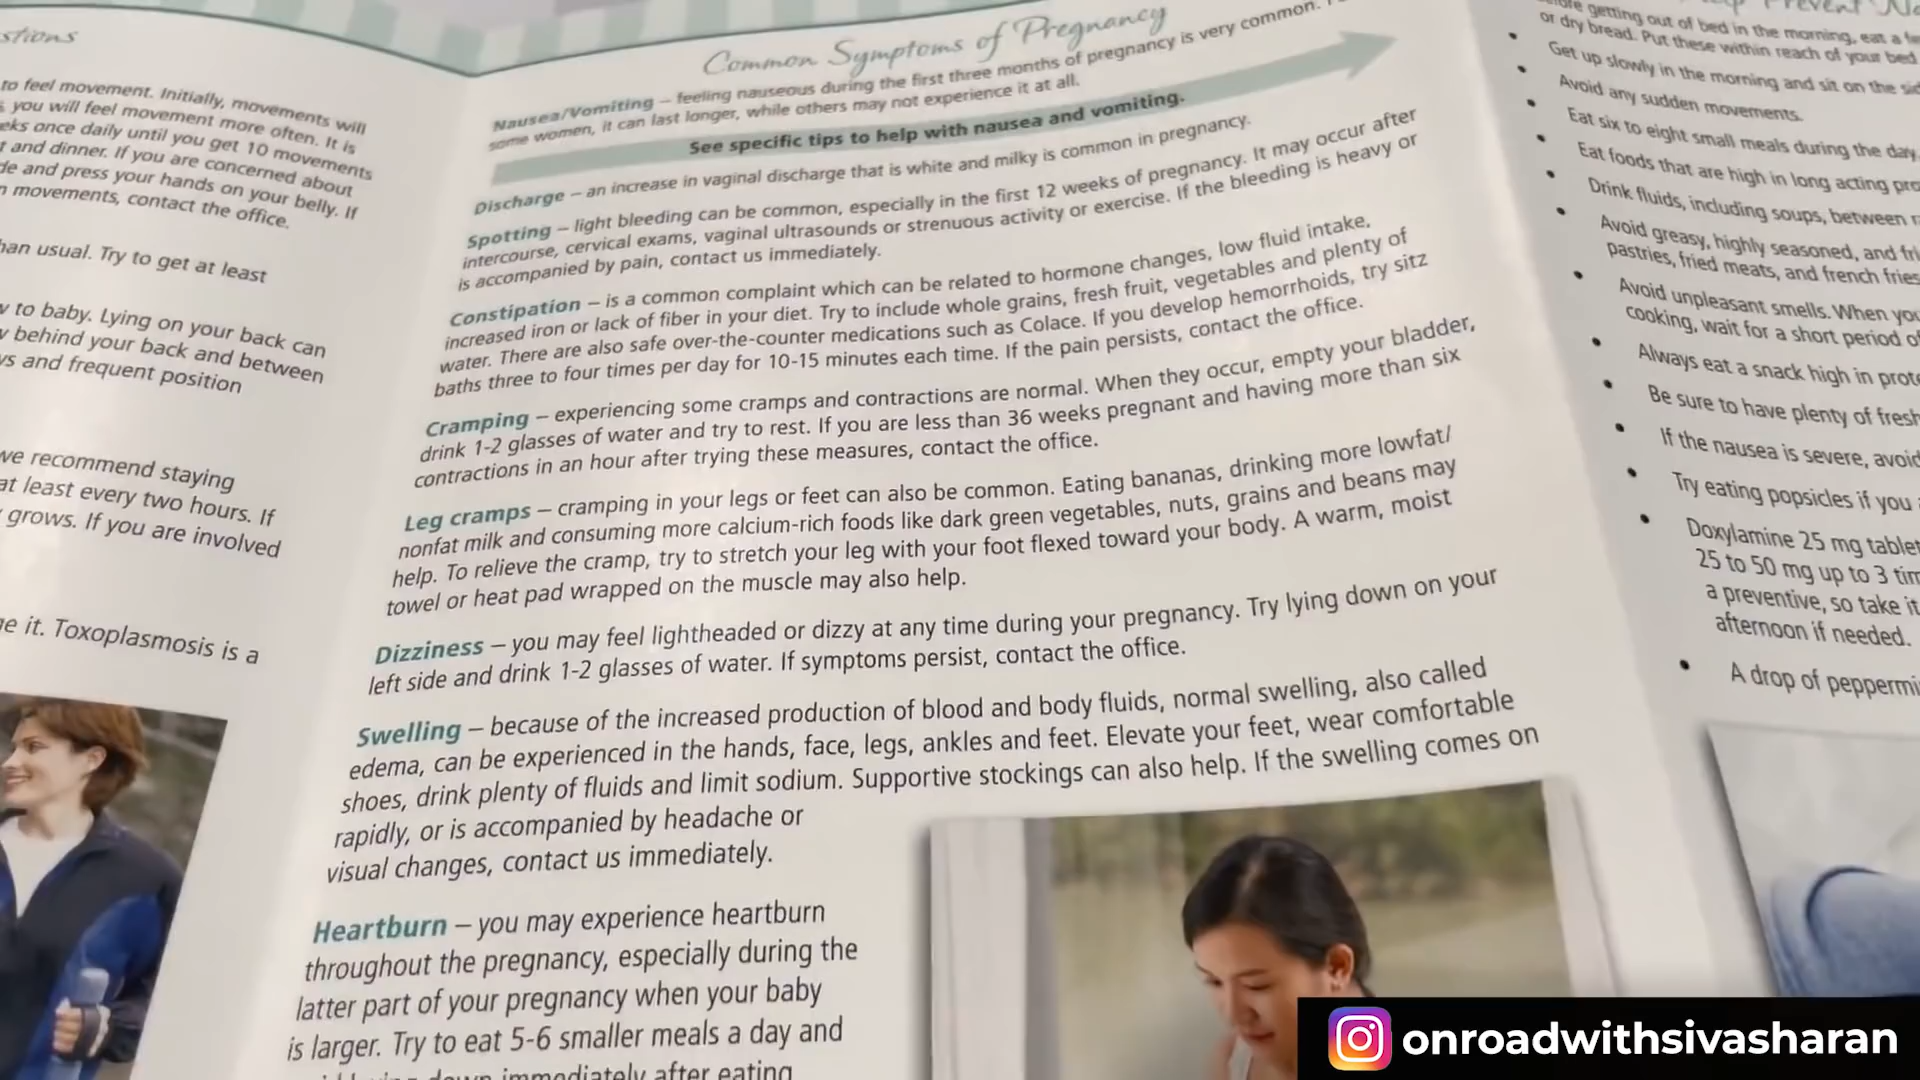 to feel movement. Initially, movements will
you will feel movement more often. It is
once daily until you get 10 movements
and dinner. If you are concerned about
and press your hands on your belly. If
movements, contact the office.
usual. Try to get at least
to baby. Lying on your back can
behind your back and between
and frequent position
recommend staying
at least every two hours. If
grows. If you are involved
it. Toxoplasmosis is a
Common Symptoms of Pregnancy
Nausea/Vomiting – feeling nauseous during the first three months of pregnancy is very common.
some women, it can last longer, while others may not experience it at all.
See specific tips to help with nausea and vomiting.
Discharge – an increase in vaginal discharge that is white and milky is common in pregnancy.
Spotting – light bleeding can be common, especially in the first 12 weeks of pregnancy. It may occur after
intercourse, cervical exams, vaginal ultrasounds or strenuous activity or exercise. If the bleeding is heavy or
is accompanied by pain, contact us immediately.
Constipation – is a common complaint which can be related to hormone changes, low fluid intake,
increased iron or lack of fiber in your diet. Try to include whole grains, fresh fruit, vegetables and plenty of
water. There are also safe over-the-counter medications such as Colace. If you develop hemorrhoids, try sitz
baths three to four times per day for 10-15 minutes each time. If the pain persists, contact the office.
Cramping – experiencing some cramps and contractions are normal. When they occur, empty your bladder,
drink 1-2 glasses of water and try to rest. If you are less than 36 weeks pregnant and having more than six
contractions in an hour after trying these measures, contact the office.
Leg cramps – cramping in your legs or feet can also be common. Eating bananas, drinking more lowfat/
nonfat milk and consuming more calcium-rich foods like dark green vegetables, nuts, grains and beans may
help. To relieve the cramp, try to stretch your leg with your foot flexed toward your body. A warm, moist
towel or heat pad wrapped on the muscle may also help.
Dizziness – you may feel lightheaded or dizzy at any time during your pregnancy. Try lying down on your
left side and drink 1-2 glasses of water. If symptoms persist, contact the office.
Swelling – because of the increased production of blood and body fluids, normal swelling, also called
edema, can be experienced in the hands, face, legs, ankles and feet. Elevate your feet, wear comfortable
shoes, drink plenty of fluids and limit sodium. Supportive stockings can also help. If the swelling comes on
rapidly, or is accompanied by headache or
visual changes, contact us immediately.
Heartburn – you may experience heartburn
throughout the pregnancy, especially during the
latter part of your pregnancy when your baby
is larger. Try to eat 5-6 smaller meals a day and
immediately after eating
Prevent
getting out of bed in the morning, eat a
or dry bread. Put these within reach of your bed
• Get up slowly in the morning and sit on the
• Avoid any sudden movements.
• Eat six to eight small meals during the day
• Eat foods that are high in long acting
• Drink fluids, including soups, between
• Avoid greasy, highly seasoned, and
pastries, fried meats, and french fries
• Avoid unpleasant smells. When
cooking, wait for a short period
• Always eat a snack high in
• Be sure to have plenty of fresh
• If the nausea is severe, avoid
• Try eating popsicles if you
• Doxylamine 25 mg
25 to 50 mg up to 3
a preventive, so take
afternoon if needed.
• A drop of
onroadwithsivasharan